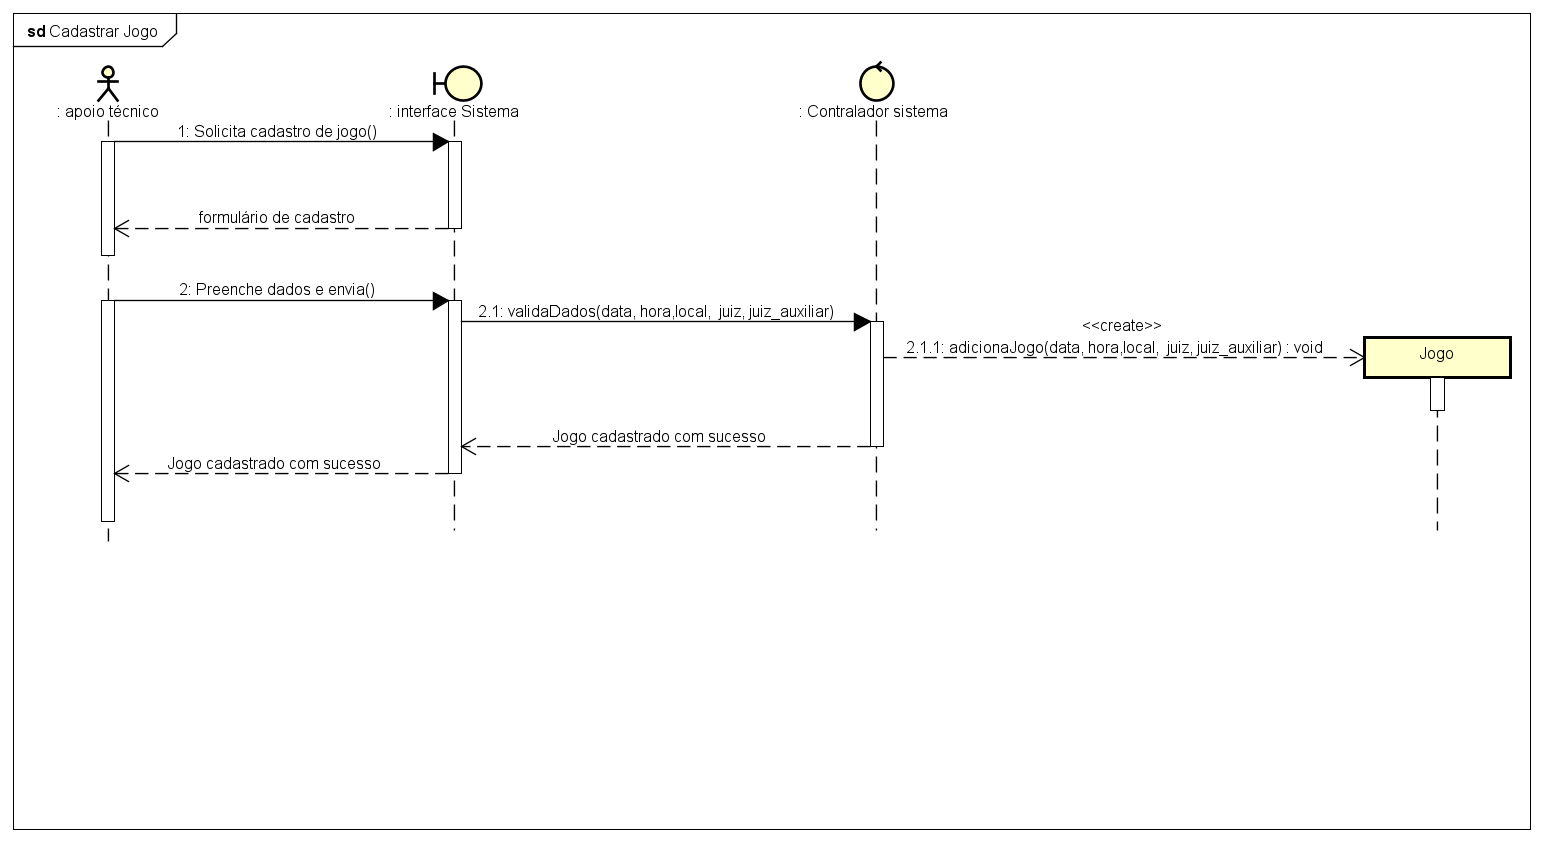 sd Cadastrar Jogo
: apoio técnico
: interface Sistema
: Contralador sistema
1: Solicita cadastro de jogo()
formulário de cadastro
2: Preenche dados e envia()
2.1: validaDados(data, hora,local,  juiz, juiz_auxiliar)
<<create>>
2.1.1: adicionaJogo(data, hora,local,  juiz, juiz_auxiliar) : void
Jogo
Jogo cadastrado com sucesso
Jogo cadastrado com sucesso